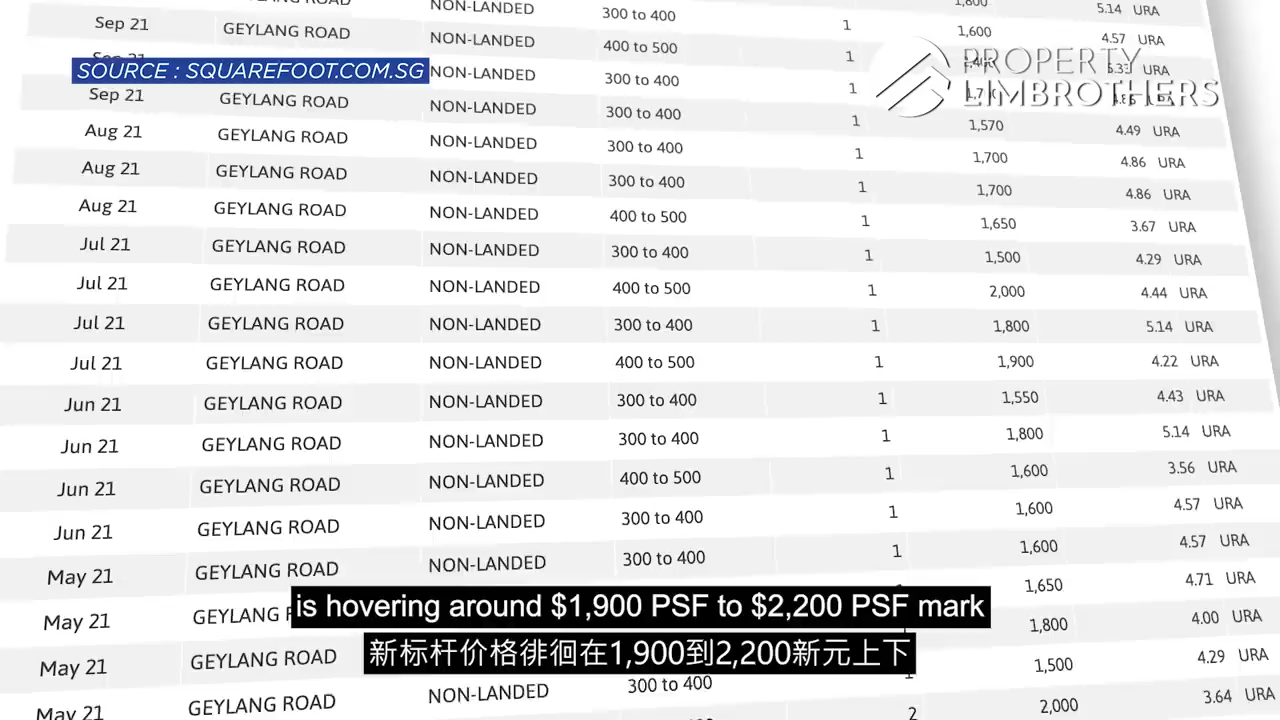 1,800 5.14 URA
NON-LANDED 300 to 400 1 1,600 4.57 URA
Sep 21 GEYLANG ROAD NON-LANDED 400 to 500 1 URA
NON-LANDED 300 to 400 1
Sep 21 GEYLANG ROAD NON-LANDED 300 to 400 1 1,570 4.49 URA
Aug 21 GEYLANG ROAD NON-LANDED 300 to 400 1 1,700 4.86 URA
Aug 21 GEYLANG ROAD NON-LANDED 300 to 400 1 1,700 4.86 URA
Aug 21 GEYLANG ROAD NON-LANDED 400 to 500 1 1,650 3.67 URA
Jul 21 GEYLANG ROAD NON-LANDED 300 to 400 1 1,500 4.29 URA
Jul 21 GEYLANG ROAD NON-LANDED 400 to 500 1 2,000 4.44 URA
Jul 21 GEYLANG ROAD NON-LANDED 300 to 400 1 1,800 5.14 URA
Jul 21 GEYLANG ROAD NON-LANDED 400 to 500 1 1,900 4.22 URA
Jun 21 GEYLANG ROAD NON-LANDED 300 to 400 1 1,550 4.43 URA
Jun 21 GEYLANG ROAD NON-LANDED 300 to 400 1 1,800 5.14 URA
Jun 21 GEYLANG ROAD NON-LANDED 400 to 500 1 1,600 3.56 URA
Jun 21 GEYLANG ROAD NON-LANDED 300 to 400 1 1,600 4.57 URA
May 21 GEYLANG ROAD NON-LANDED 300 to 400 1 1,600 4.57 URA
May 21 1,650 4.71 URA
May 21 GEYLANG ROAD 1,800 4.00 URA
May 21 GEYLANG ROAD NON-LANDED 300 to 400 1 1,500 4.29 URA
2 2,000 3.64 URA
SOURCE : SQUAREFOOT.COM.SG
PROPERTY
LIMBROTHERS
is hovering around $1,900 PSF to $2,200 PSF mark
新标杆价格徘徊在1,900到2,200新元上下